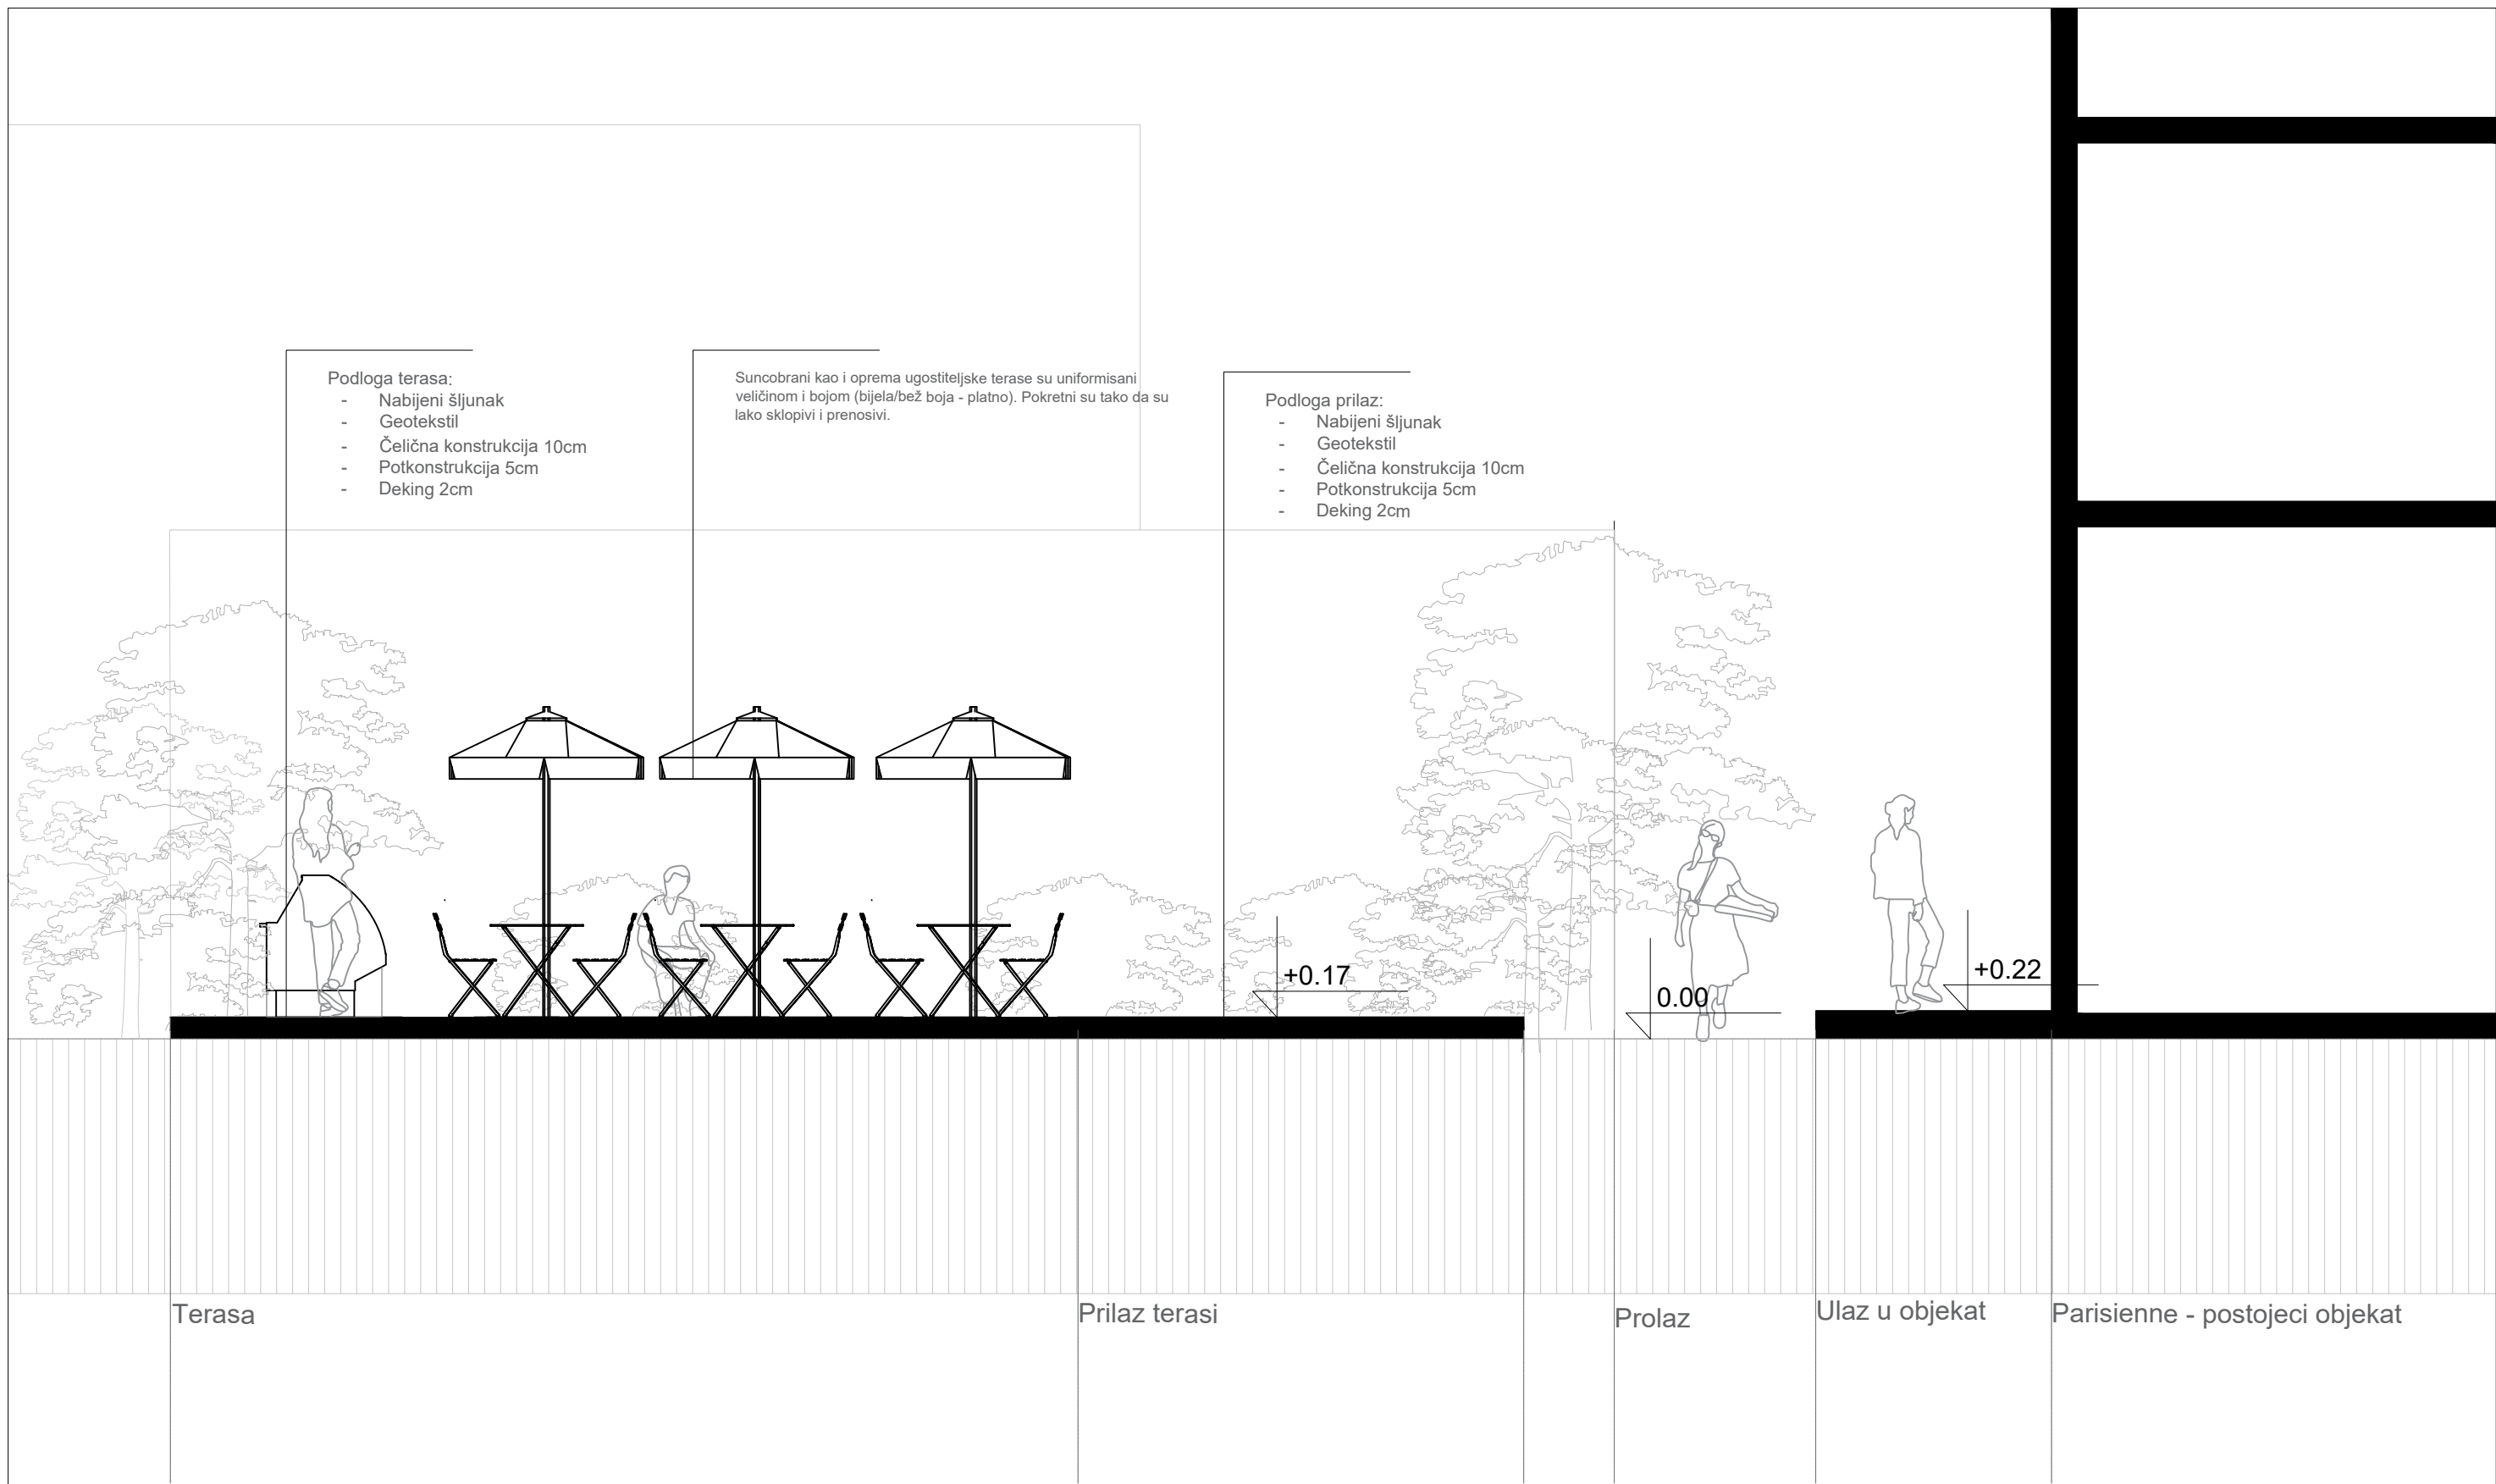 Podloga terasa:
- Nabijeni šljunak
- Geotekstil
- Čelična konstrukcija 10cm
- Potkonstrukcija 5cm
- Deking 2cm
Suncobrani kao i oprema ugostiteljske terase su uniformisani
veličinom i bojom (bijela/bež boja - platno). Pokretni su tako da su
lako sklopivi i prenosivi.
Podloga prilaz:
- Nabijeni šljunak
- Geotekstil
- Čelična konstrukcija 10cm
- Potkonstrukcija 5cm
- Deking 2cm
+0.17
0.00
+0.22
Terasa
Prilaz terasi
Prolaz
Ulaz u objekat
Parisienne - postojeci objekat